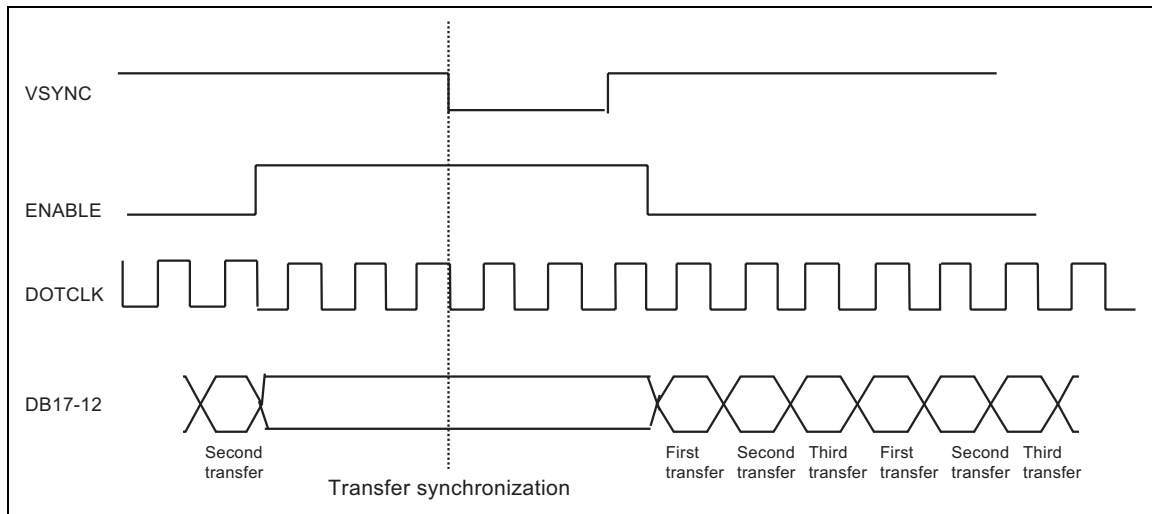 VSYNC
ENABLE
DOTCLK
DB17-12
Second
transfer
First
transfer
Second
transfer
Third
transfer
First
transfer
Second
transfer
Third
transfer
Transfer synchronization